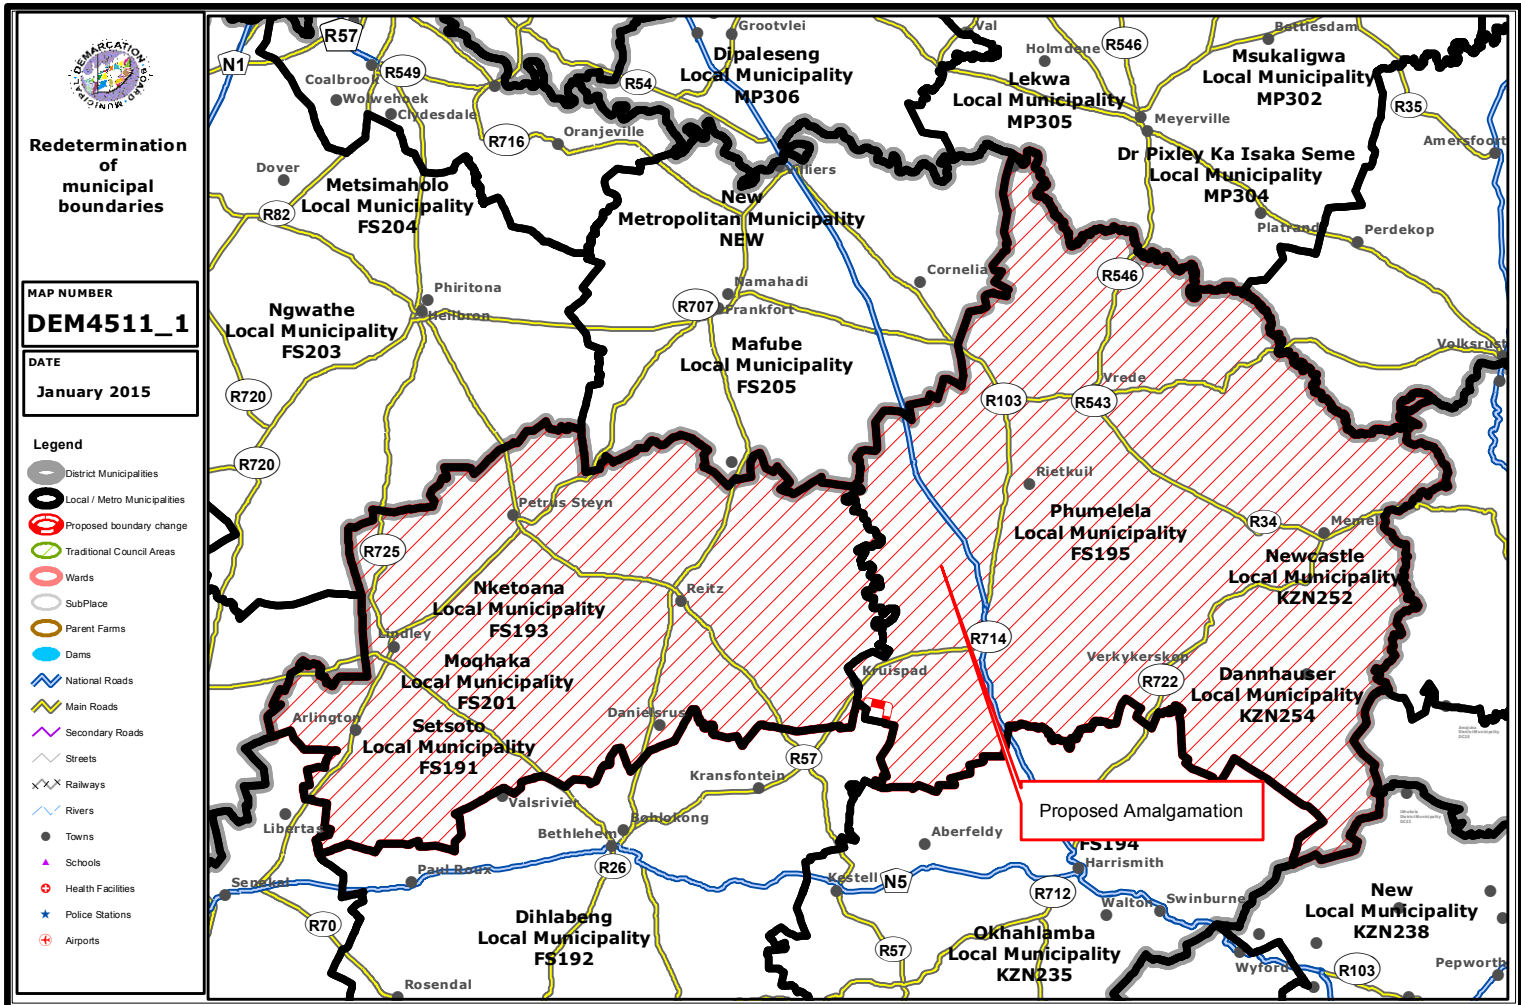 MUNICIPAL DEMARCATION BOARD
Redetermination
of
municipal
boundaries
MAP NUMBER
DEM4511_1
DATE
January 2015
Legend
District Municipalities
Local / Metro Municipalities
Proposed boundary change
Traditional Council Areas
Wards
SubPlace
Parent Farms
Dams
National Roads
Main Roads
Secondary Roads
Streets
Railways
Rivers
Towns
Schools
Health Facilities
Police Stations
Airports
R57
N1
Coalbrook
R549
Wolwehoek
Clydesdale
R716
Oranjeville
R54
Grootvlei
Dipaleseng
Local Municipality
MP306
Val
Holmdene
R546
Lekwa
Local Municipality
MP305
Bettiesdam
Msukaligwa
Local Municipality
MP302
R35
Meyerville
Amersfoort
Dr Pixley Ka Isaka Seme
Local Municipality
MP304
Platrand
Perdekop
Dover
Metsimaholo
Local Municipality
FS204
R82
Villiers
New
Metropolitan Municipality
NEW
Cornelia
R546
Phiritona
Heilbron
Ngwathe
Local Municipality
FS203
Namahadi
R707
Frankfort
Mafube
Local Municipality
FS205
Volksrust
Vrede
R103
R543
R720
R720
Rietkuil
Petrus Steyn
Phumelela
Local Municipality
FS195
R34
Memel
R725
Newcastle
Local Municipality
KZN252
Nketoana
Local Municipality
FS193
Reitz
Lindley
R714
Moqhaka
Local Municipality
FS201
Kruispad
Verkykerskop
R722
Dannhauser
Local Municipality
KZN254
Arlington
Danielsrus
Setsoto
Local Municipality
FS191
R57
Kransfontein
Valsrivier
Libertas
Bohlokong
Bethlehem
Proposed Amalgamation
FS194
Aberfeldy
Harrismith
Paul Roux
Senekal
R26
Kestell
N5
R712
Walton
Swinburne
New
Local Municipality
KZN238
R70
Dihlabeng
Local Municipality
FS192
R57
Okhahlamba
Local Municipality
KZN235
Wyford
R103
Pepworth
Rosendal